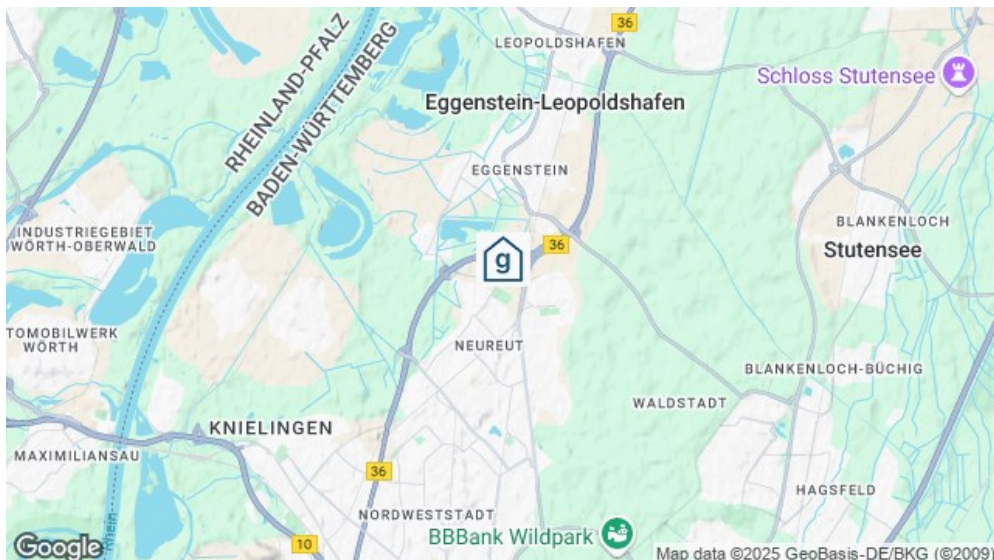 36
LEOPOLDSHAFEN
RHEINLAND-PFALZ
BADEN-WÜRTTEMBERG
Schloss Stutensee
Eggenstein-Leopoldshafen
EGGENSTEIN
INDUSTRIEGEBIET
WÖRTH-OBERWALD
BLANKENLOCH
Stutensee
g
36
TOMOBILWERK
WÖRTH
NEUREUT
BLANKENLOCH-BÜCHIG
WALDSTADT
KNIELINGEN
MAXIMILIANSAU
36
HAGSFELD
Rhein
NORDWESTSTADT
BBBank Wildpark
10
Google
Map data ©2025 GeoBasis-DE/BKG (©2009)